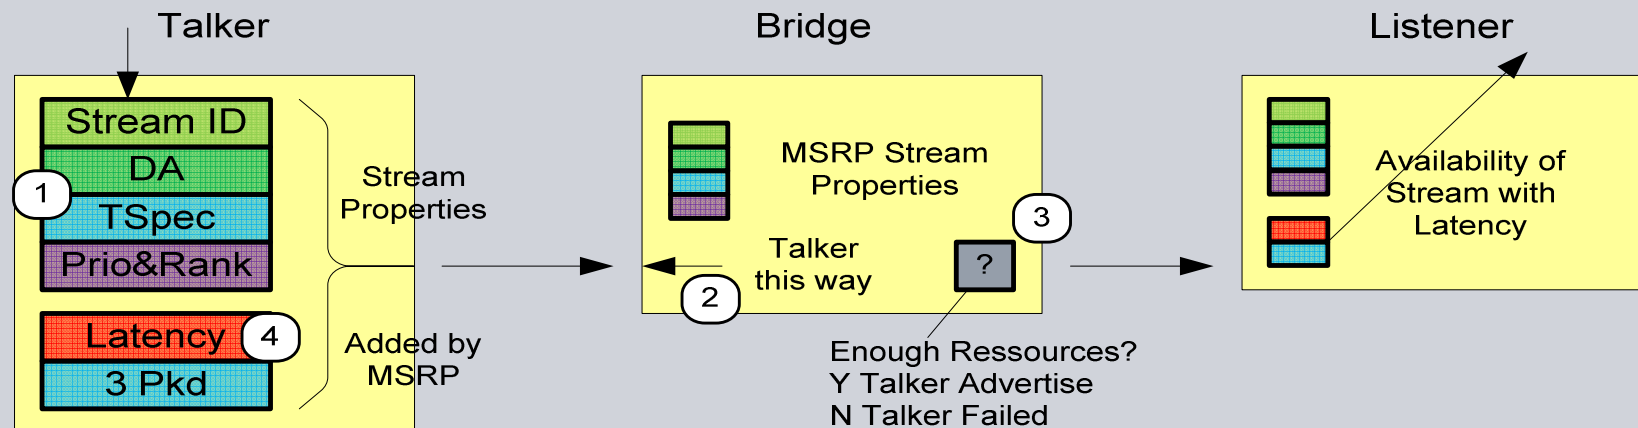 Talker
Bridge
Listener
Stream ID
DA
1
TSpec
Prio&Rank
Stream
Properties
Latency
4
3 Pkd
Added by
MSRP
MSRP Stream
Properties
3
Talker
this way
2
?
Enough Ressources?
Y Talker Advertise
N Talker Failed
Availability of
Stream with
Latency